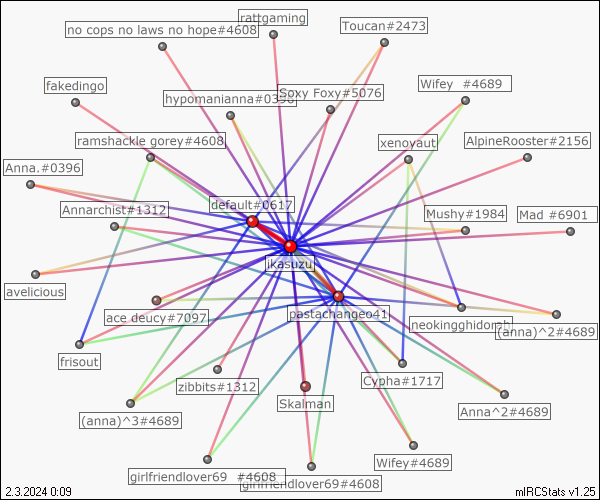 rattgaming
no cops no laws no hope#4608
Toucan#2473
fakedingo
Wifey #4689
Soxy Foxy#5076
hypomanianna#0396
ramshackle gorey#4608
xenoyaut
AlpineRooster#2156
Anna.#0396
default#0617
Annarchist#1312
Mushy#1984
Mad #6901
jkasuzu
avelicious
ace deucy#7097
pastachangeo41
neokingghidorah
(anna)^2#4689
frisout
zibbits#1312
Cypha#1717
Skalman
Anna^2#4689
(anna)^3#4689
Wifey#4689
girlfriendlover69 #4608
girlfriendlover69#4608
2.3.2024 0:09
mIRCStats v1.25